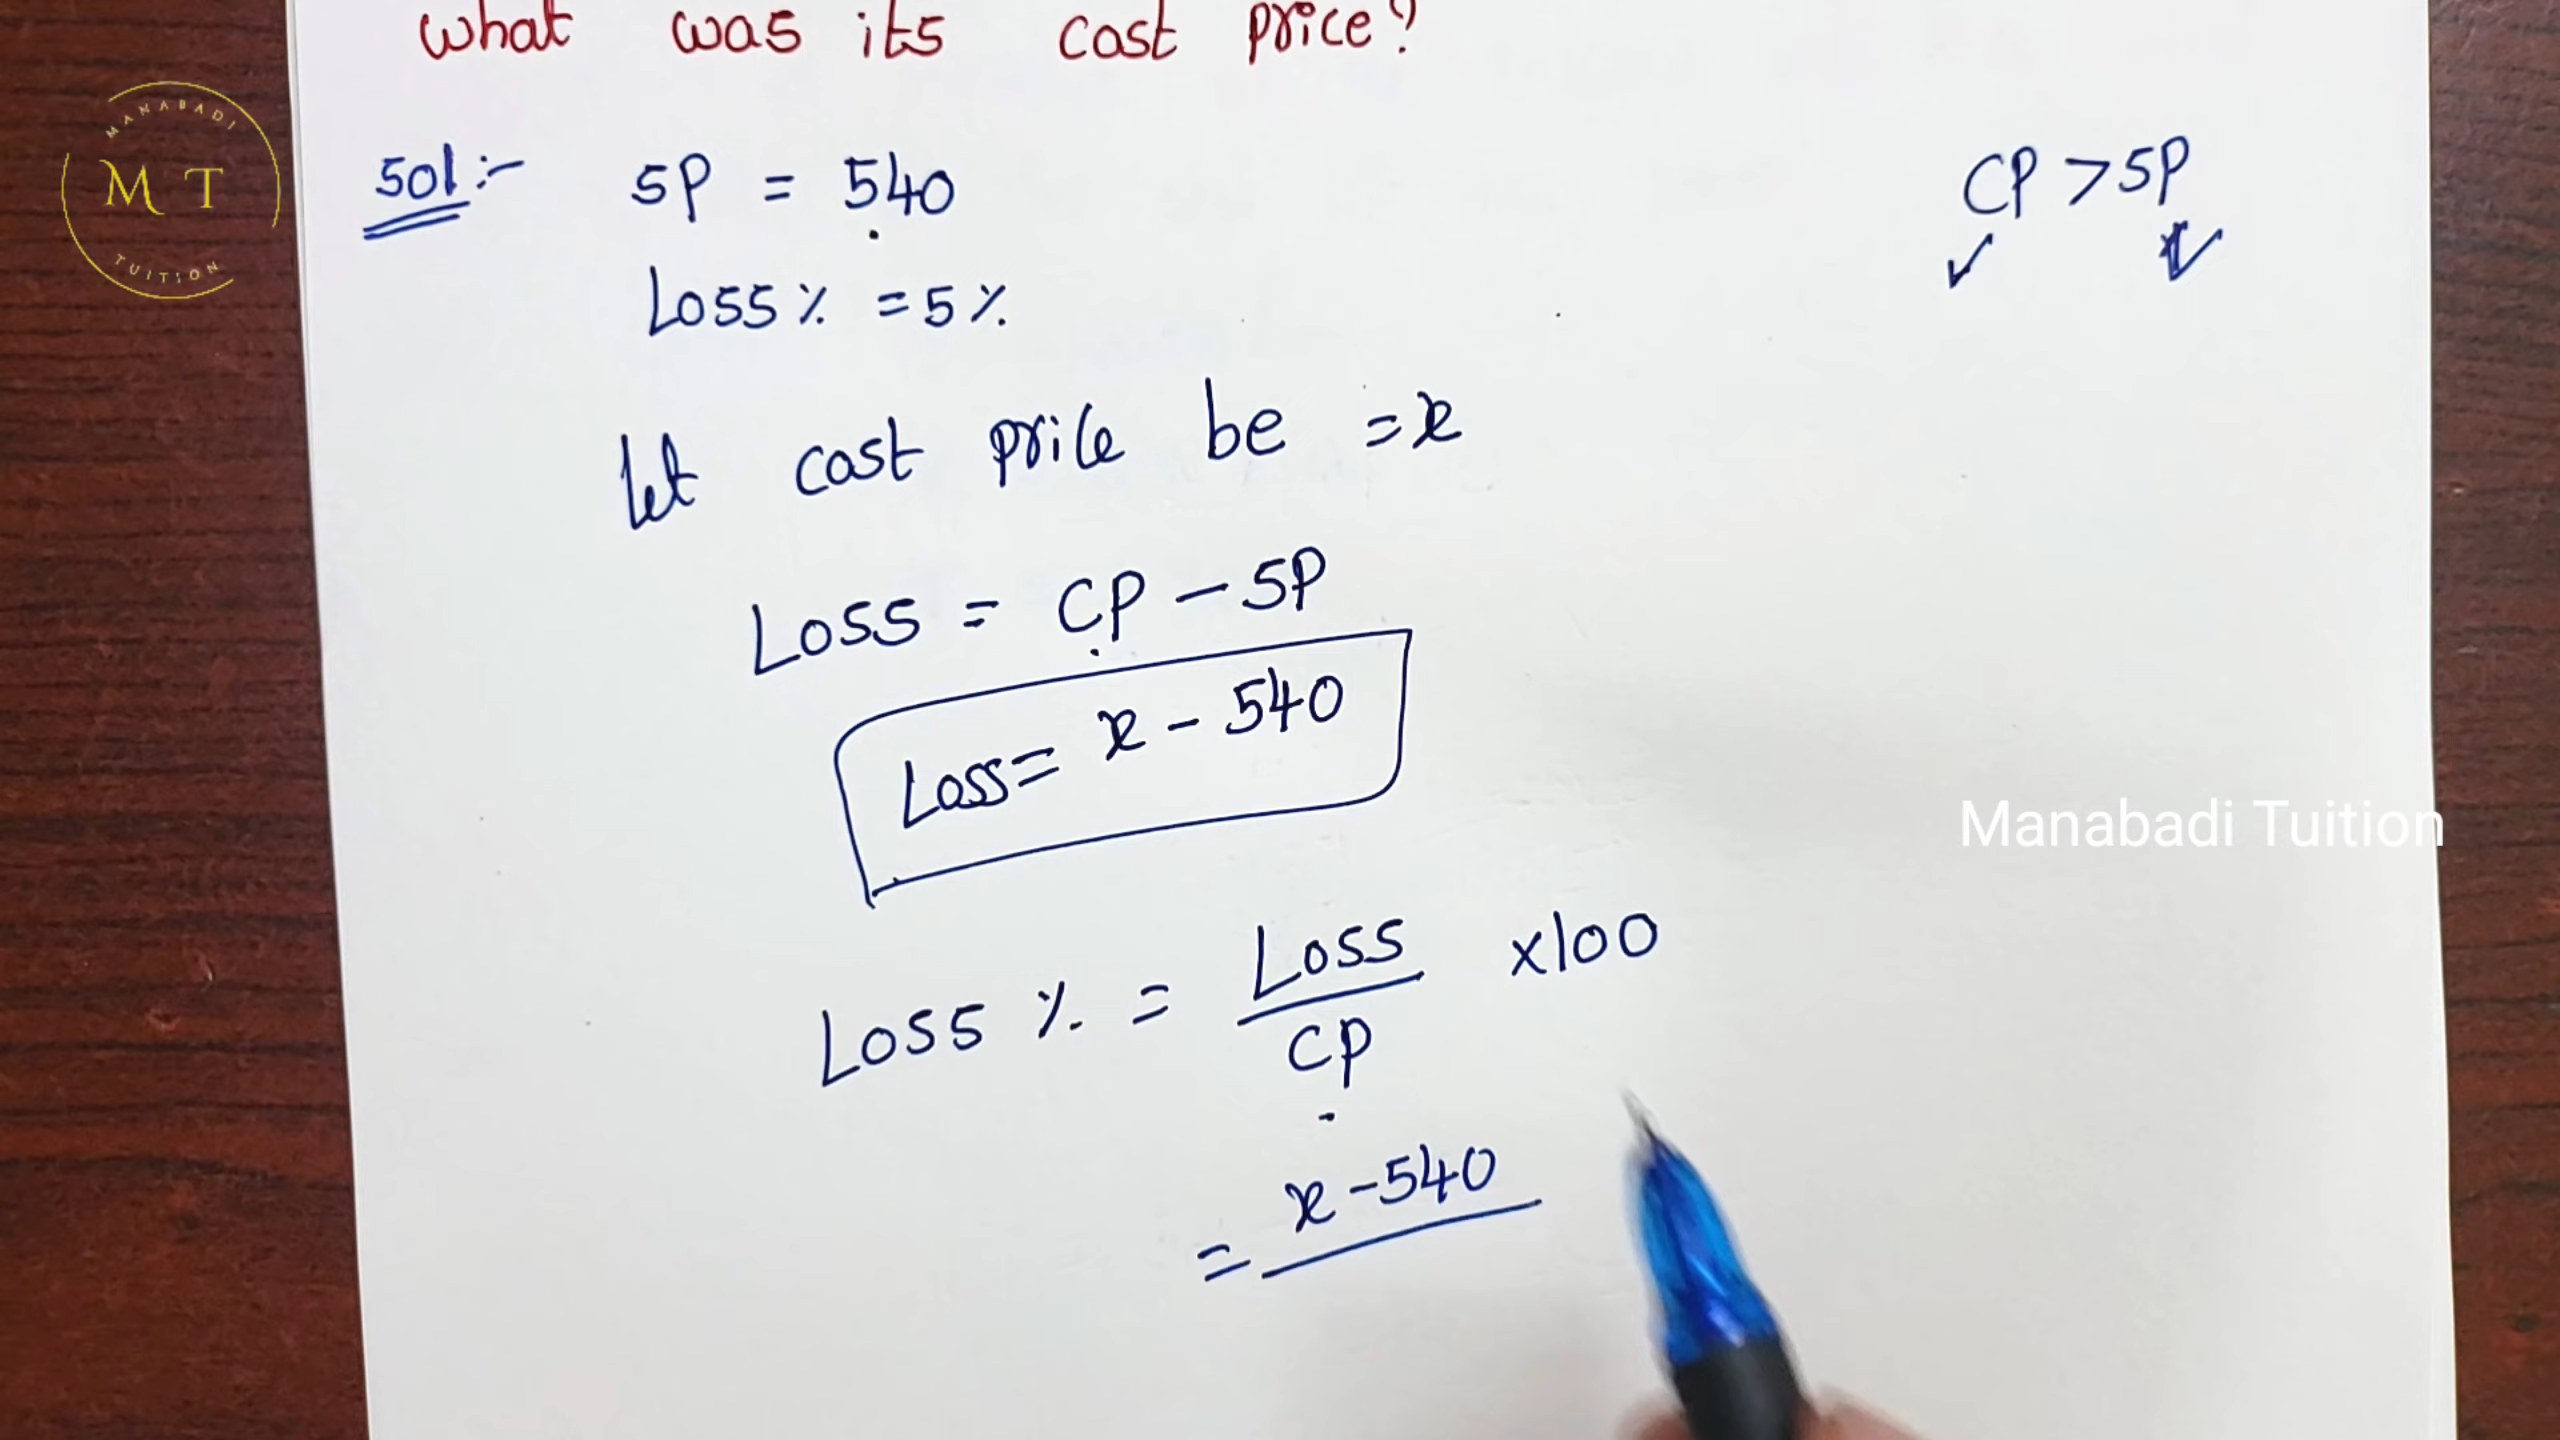 what was its cost price?
MANABADI
M T
TUITION
Sol:- SP = 540
CP > SP
Loss % = 5%
let cost price be = x
Loss = CP - SP
Loss = x - 540
Manabadi Tuition
Loss % = Loss/CP x100
= x - 540